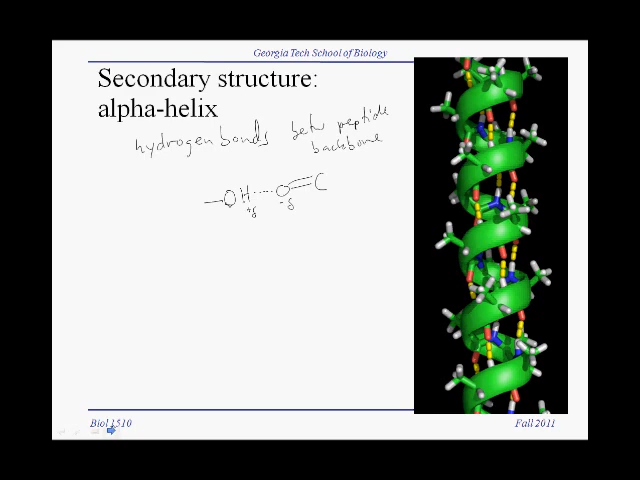 Georgia Tech School of Biology
Secondary structure:
alpha-helix
hydrogen bonds betw peptide
backbone
OH O C
+δ -δ
Biol 1510 Fall 2011